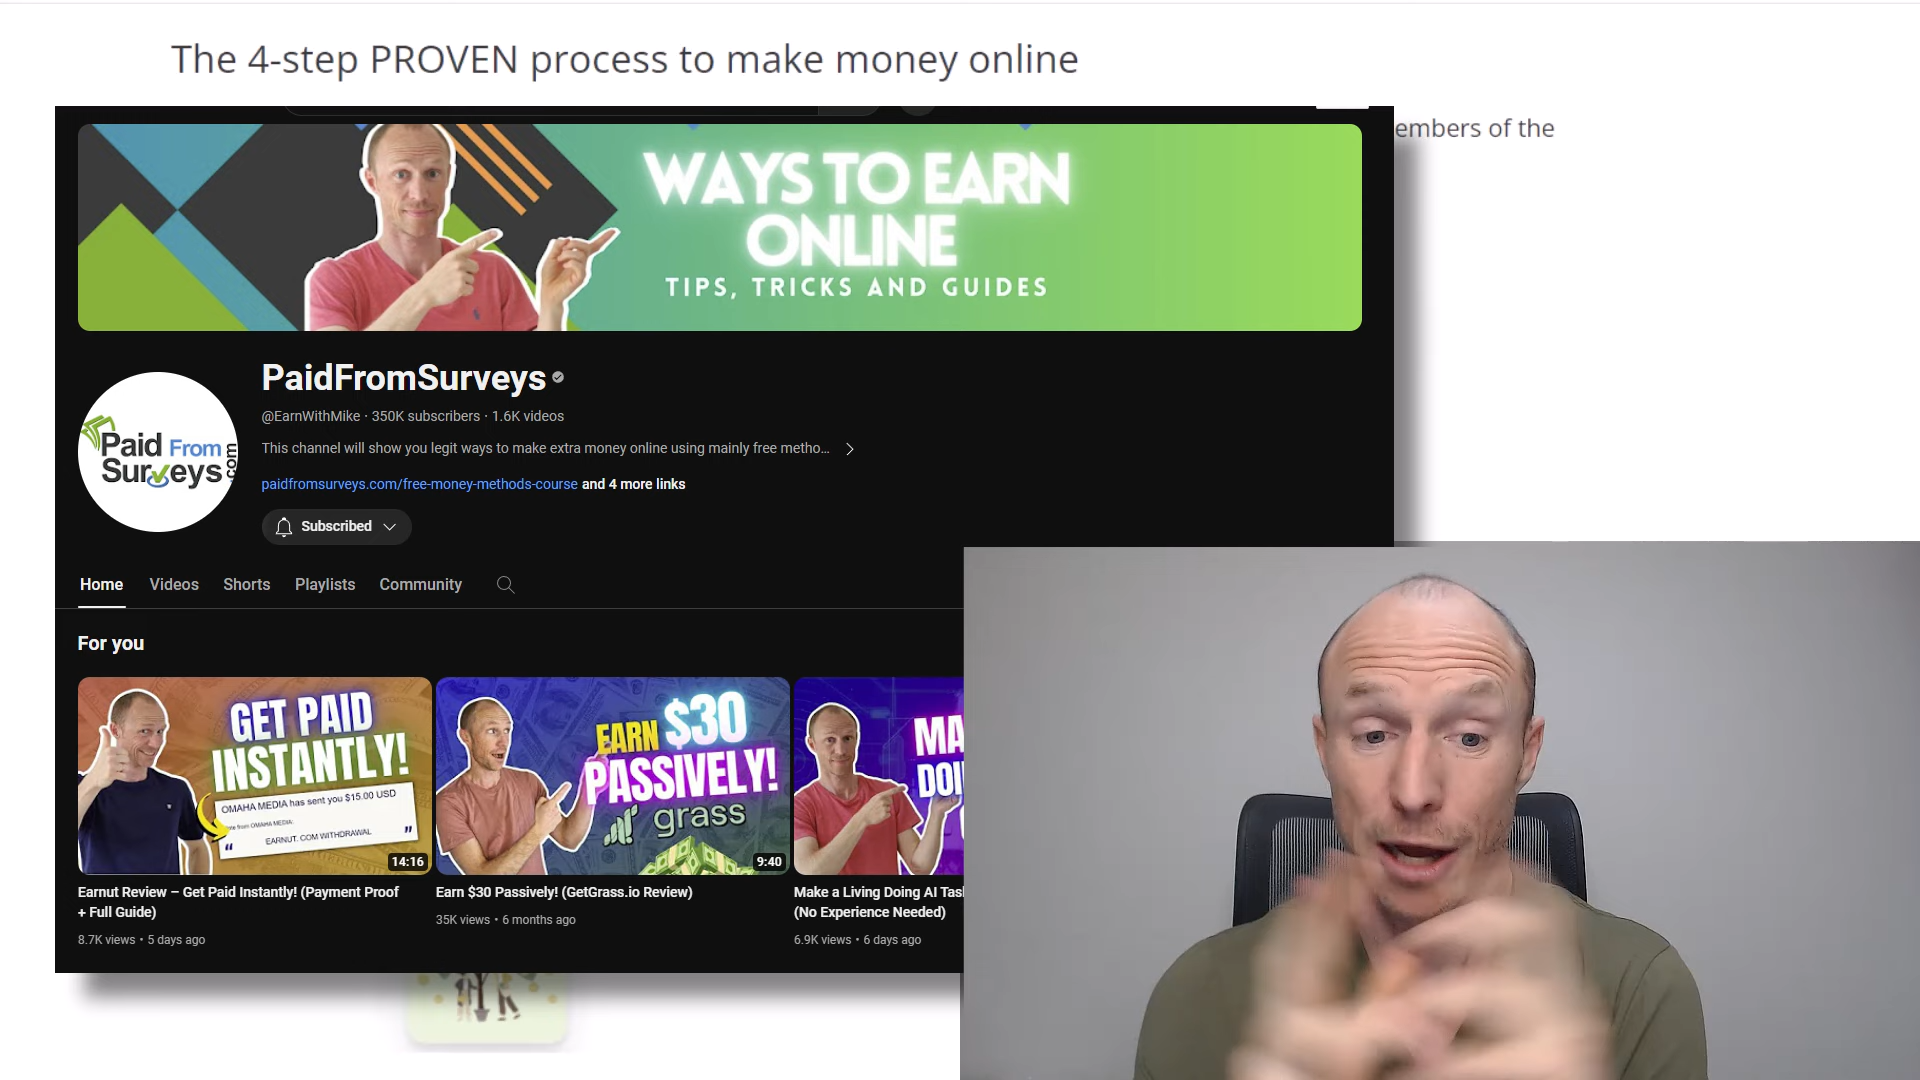 The 4-step PROVEN process to make money online
embers of the
WAYS TO EARN
ONLINE
TIPS, TRICKS AND GUIDES
Paid From
Surveys
.com
PaidFromSurveys
@EarnWithMike · 350K subscribers · 1.6K videos
This channel will show you legit ways to make extra money online using mainly free metho...
paidfromsurveys.com/free-money-methods-course and 4 more links
Subscribed
Home Videos Shorts Playlists Community
For you
GET PAID
INSTANTLY!
OMAHA MEDIA has sent you $15.00 USD
from OMAHA MEDIA:
EARNUT. COM WITHDRAWAL
14:16
EARN $30
PASSIVELY!
grass
9:40
MA
DOI
Earnut Review – Get Paid Instantly! (Payment Proof
+ Full Guide)
8.7K views • 5 days ago
Earn $30 Passively! (GetGrass.io Review)
35K views • 6 months ago
Make a Living Doing AI Tas
(No Experience Needed)
6.9K views • 6 days ago